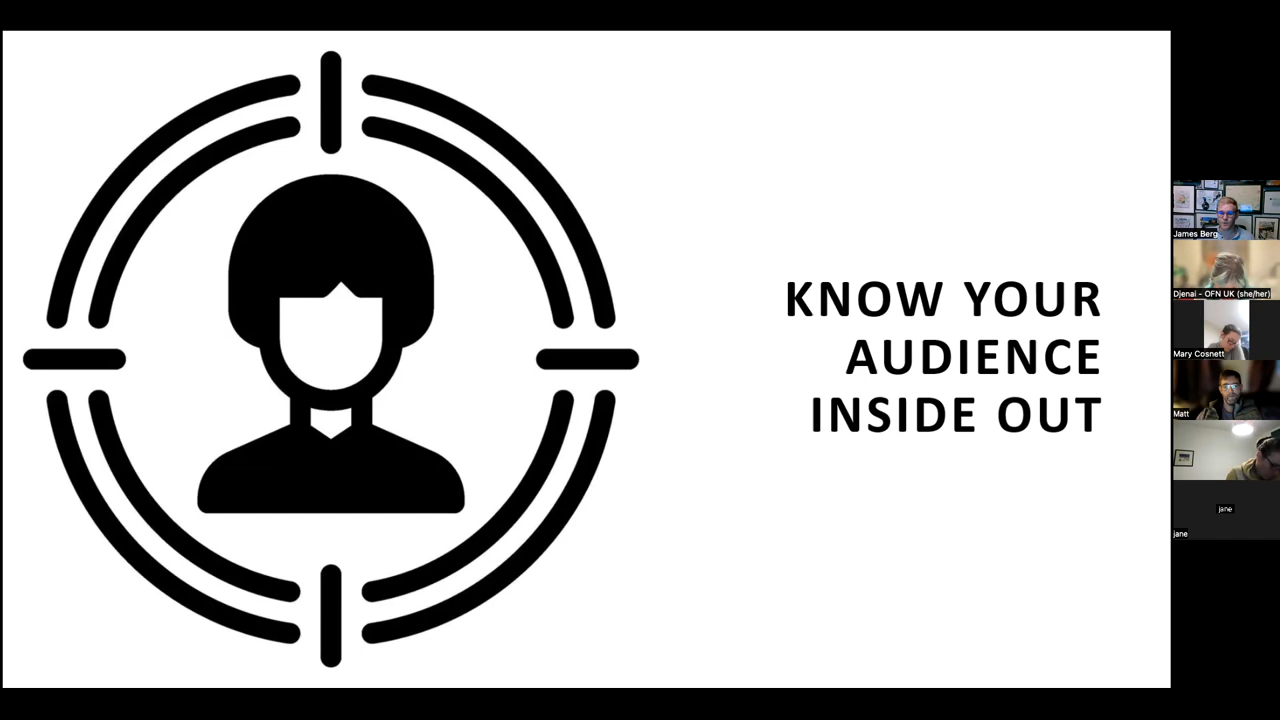 KNOW YOUR
AUDIENCE
INSIDE OUT
James Berg
Djenai - OFN UK (she/her)
Mary Cosnett
Matt
jane
jane